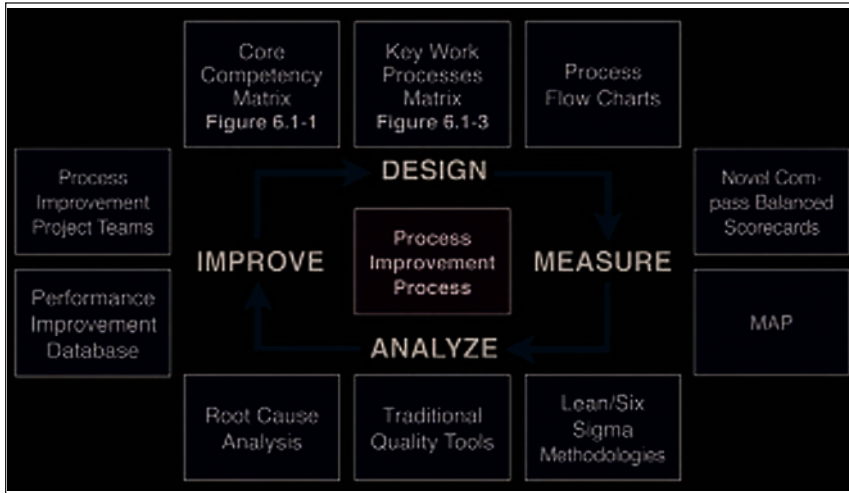 Core
Competency
Matrix
Figure 6.1-1
Key Work
Processes
Matrix
Figure 6.1-3
Process
Flow Charts
DESIGN
Process
Improvement
Project Teams
Novel Com-
pass Balanced
Scorecards
IMPROVE
Process
Improvement
Process
MEASURE
Performance
Improvement
Database
MAP
ANALYZE
Root Cause
Analysis
Traditional
Quality Tools
Lean/Six
Sigma
Methodologies